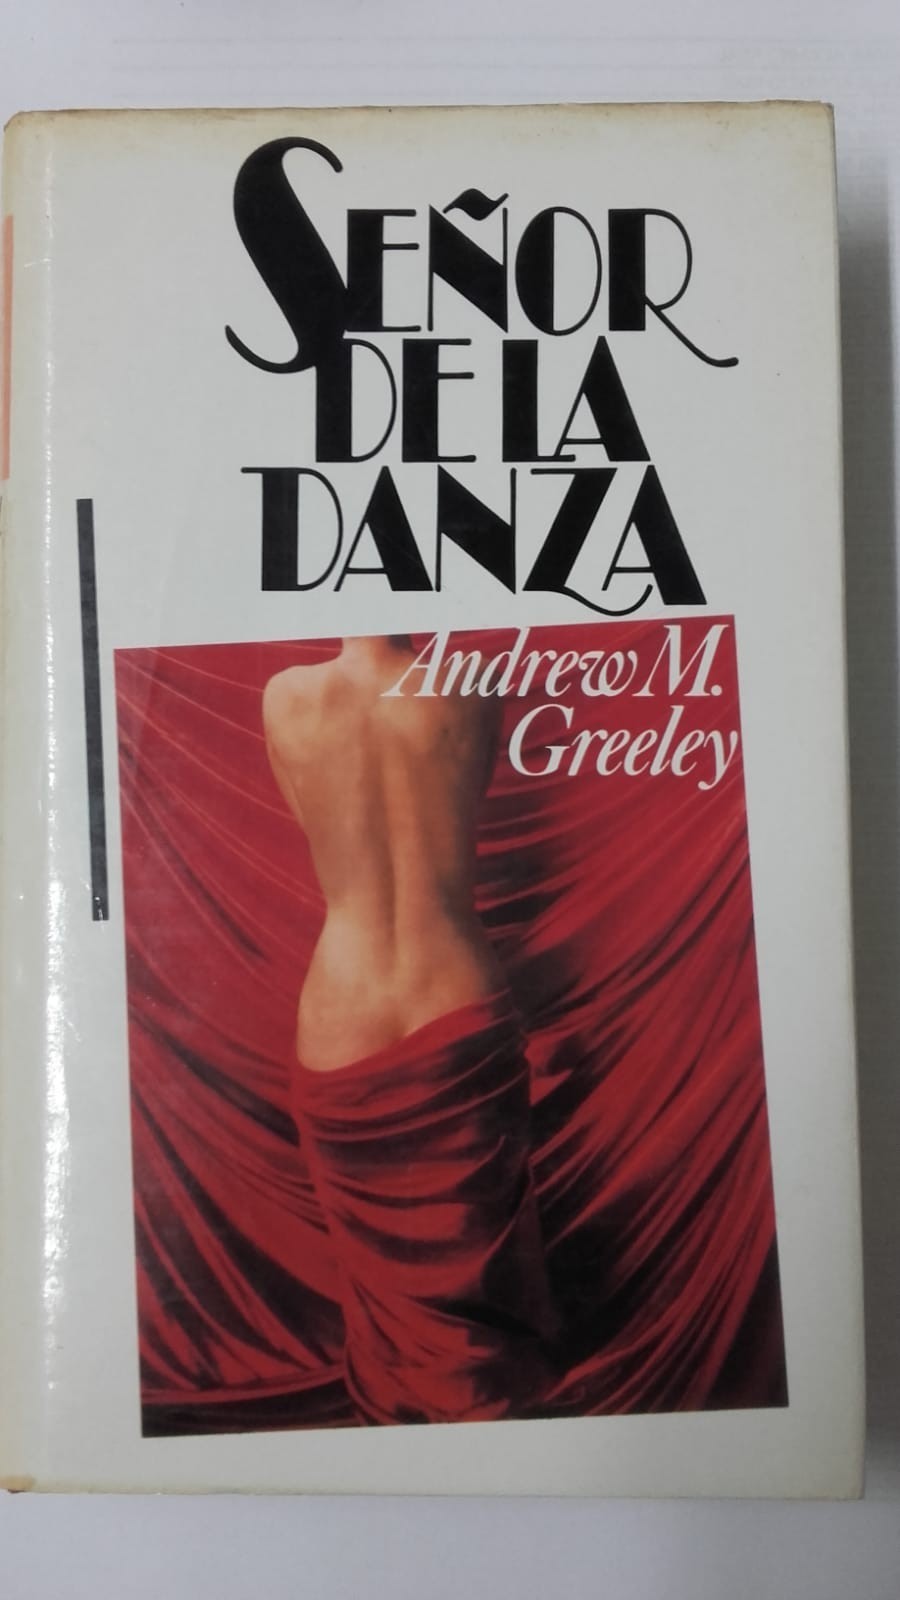 SEÑOR
DE LA
DANZA
Andrew M.
Greeley